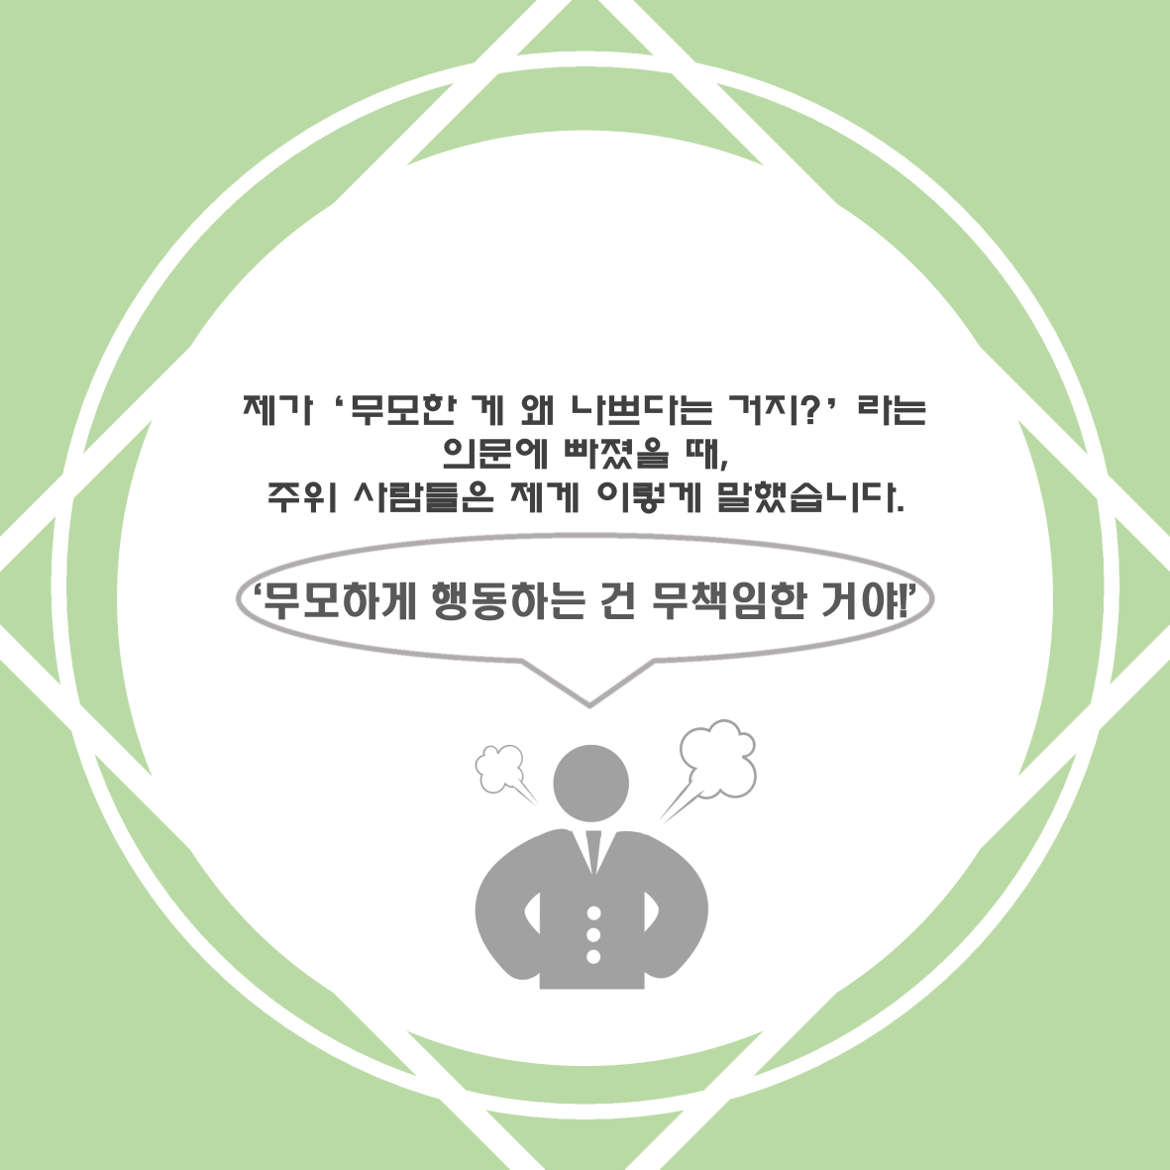 제가 ‘무모한 게 왜 나쁘다는 거지?’ 라는
의문에 빠졌을 때,
주위 사람들은 제게 이렇게 말했습니다.
‘무모하게 행동하는 건 무책임한 거야!’